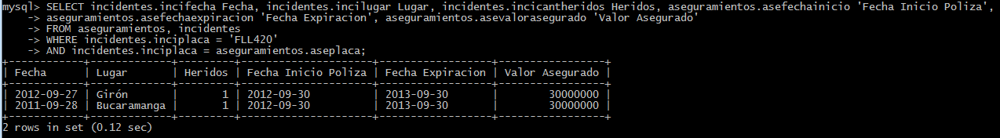 mysql> SELECT incidentes.incifecha Fecha, incidentes.incilugar Lugar, incidentes.incicantheridos Heridos, aseguramientos.asefechainicio 'Fecha Inicio Poliza',
    -> aseguramientos.asefechaexpiracion 'Fecha Expiracion', aseguramientos.asevalorasegurado 'Valor Asegurado'
    -> FROM aseguramientos, incidentes
    -> WHERE incidentes.inciplaca = 'FLL420'
    -> AND incidentes.inciplaca = aseguramientos.aseplaca;
+------------+-------------+---------+---------------------+------------------+-----------------+
| Fecha      | Lugar       | Heridos | Fecha Inicio Poliza | Fecha Expiracion | Valor Asegurado |
+------------+-------------+---------+---------------------+------------------+-----------------+
| 2012-09-27 | Girón       |       1 | 2012-09-30          | 2013-09-30       |        30000000 |
| 2011-09-28 | Bucaramanga |       1 | 2012-09-30          | 2013-09-30       |        30000000 |
+------------+-------------+---------+---------------------+------------------+-----------------+
2 rows in set (0.12 sec)